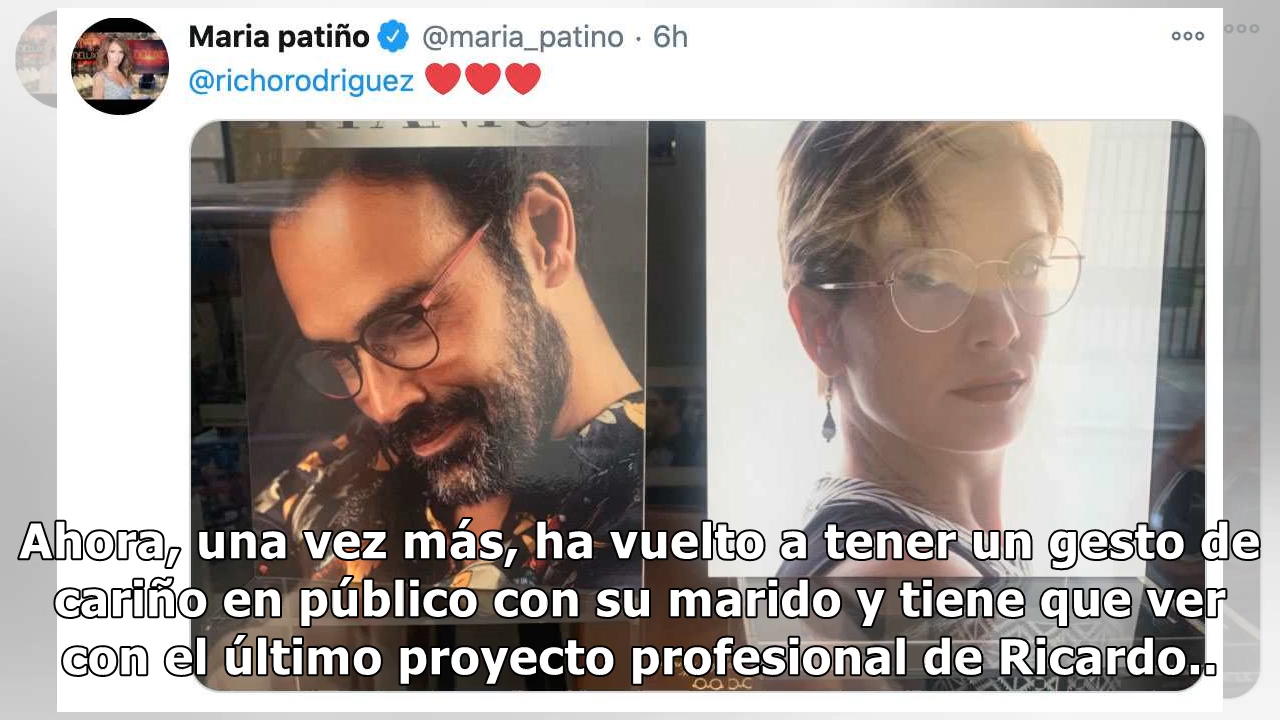 Maria patiño @maria_patino · 6h
@richorodriguez
Ahora, una vez más, ha vuelto a tener un gesto de
cariño en público con su marido y tiene que ver
con el último proyecto profesional de Ricardo..